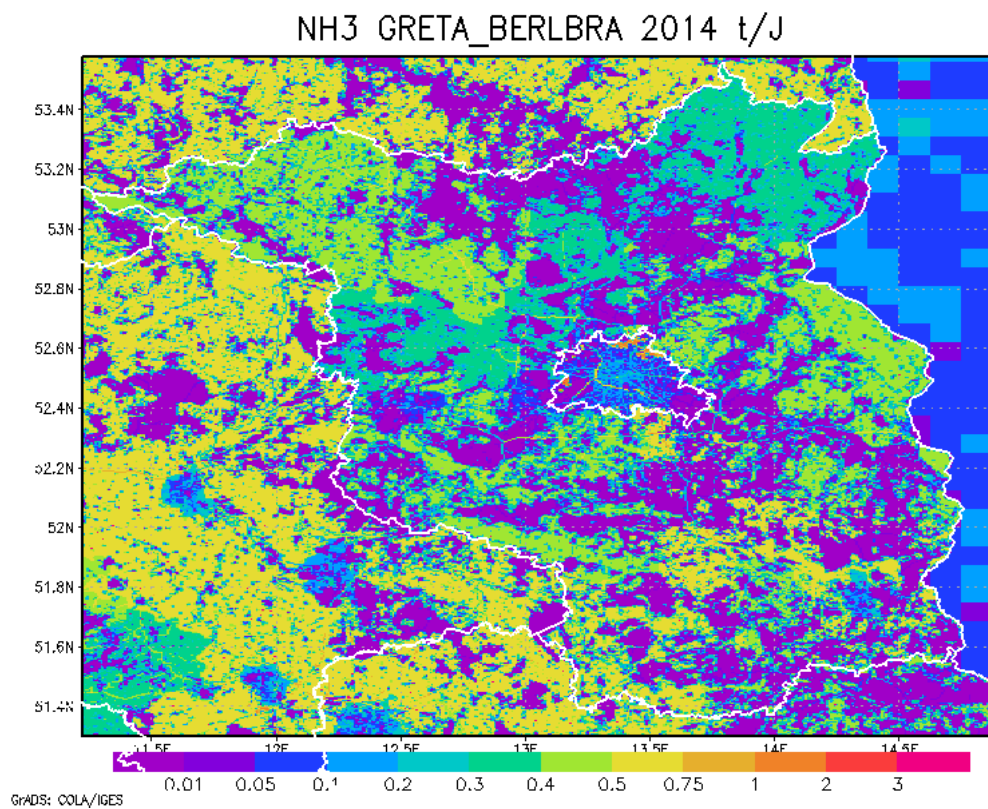 NH3 GRETA_BERLBRA 2014 t/J
53.4N
53.2N
53N
52.8N
52.6N
52.4N
52.2N
52N
51.8N
51.6N
51.4N
11.5E 12E 12.5E 13E 13.5E 14E 14.5E
0.01 0.05 0.1 0.2 0.3 0.4 0.5 0.75 1 2 3
GrADS: COLA/IGES